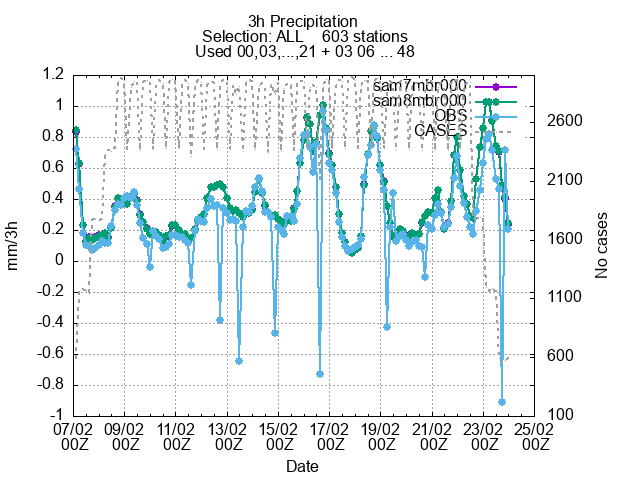 3h Precipitation
Selection: ALL    603 stations
Used 00,03,...,21 + 03 06 ... 48
sam7mbr000
sam8mbr000
OBS
CASES
1.2
1
0.8
0.6
0.4
0.2
0
-0.2
-0.4
-0.6
-0.8
-1
mm/3h
2600
2100
1600
1100
600
100
No cases
07/02 09/02 11/02 13/02 15/02 17/02 19/02 21/02 23/02 25/02
00Z 00Z 00Z 00Z 00Z 00Z 00Z 00Z 00Z 00Z
Date